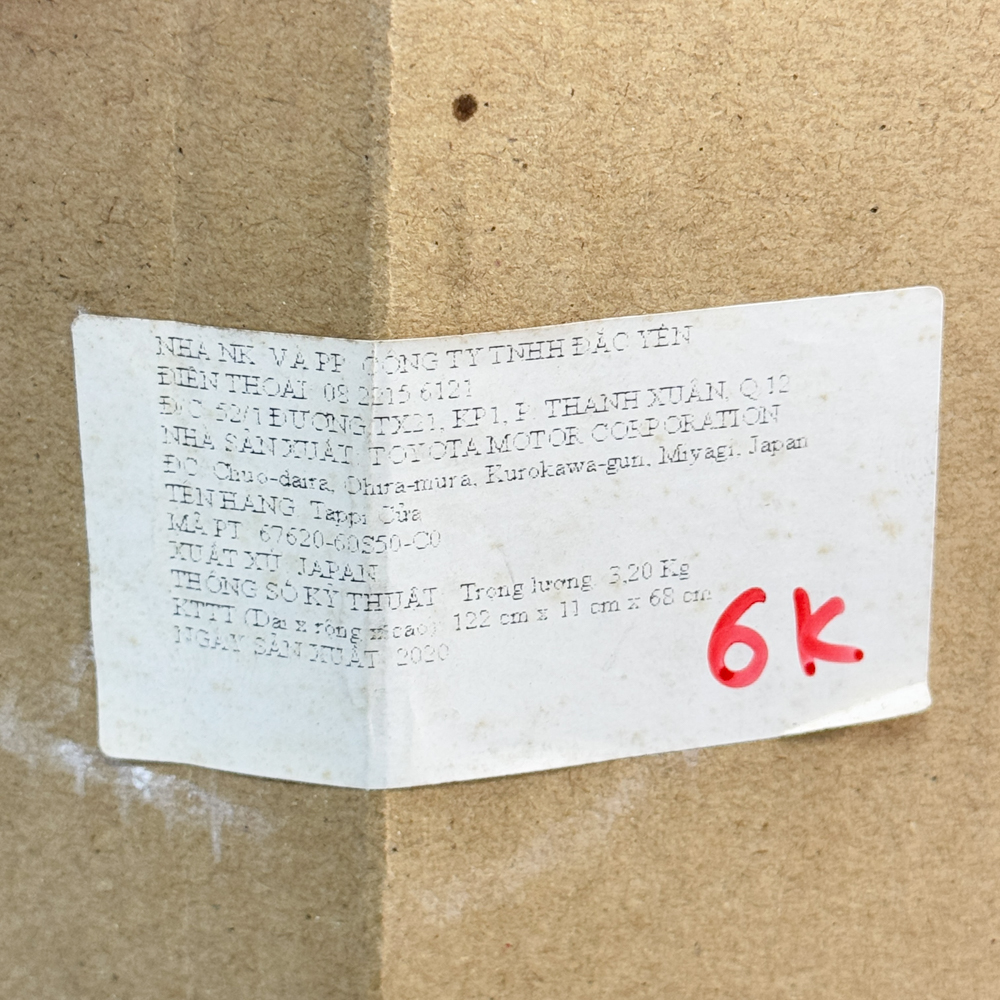 NHÀ NK VÀ PP CÔNG TY TNHH ĐẮC YẾN
ĐIỆN THOẠI 08 2215 6121
Đ/C 52/1 ĐƯỜNG TX21, KP1, P. THẠNH XUÂN, Q 12
NHÀ SẢN XUẤT TOYOTA MOTOR CORPORATION
ĐC Chuo-daira, Ohira-mura, Kurokawa-gun, Miyagi, Japan
TÊN HÀNG Tappi Cửa
MÃ PT 67620-60S50-C0
XUẤT XỨ JAPAN
THÔNG SỐ KỸ THUẬT Trọng lượng 3,20 Kg
KTTT (Dài x rộng x cao) 122 cm x 11 cm x 68 cm
NGÀY SẢN XUẤT 2020
6K